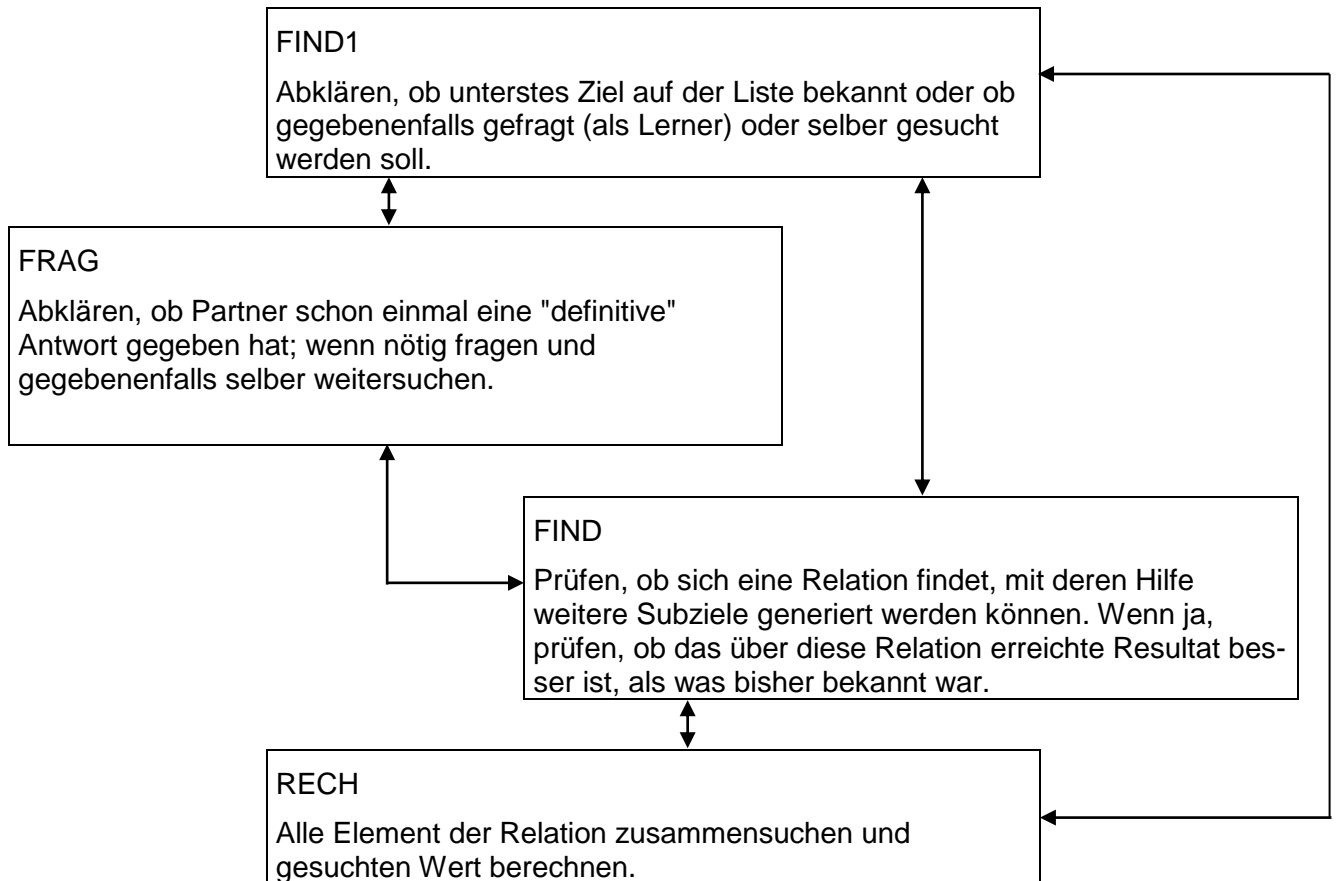 FIND1
Abklären, ob unterstes Ziel auf der Liste bekannt oder ob
gegebenenfalls gefragt (als Lerner) oder selber gesucht
werden soll.
FRAG
Abklären, ob Partner schon einmal eine "definitive"
Antwort gegeben hat; wenn nötig fragen und
gegebenenfalls selber weitersuchen.
FIND
Prüfen, ob sich eine Relation findet, mit deren Hilfe
weitere Subziele generiert werden können. Wenn ja,
prüfen, ob das über diese Relation erreichte Resultat bes-
ser ist, als was bisher bekannt war.
RECH
Alle Element der Relation zusammensuchen und
gesuchten Wert berechnen.